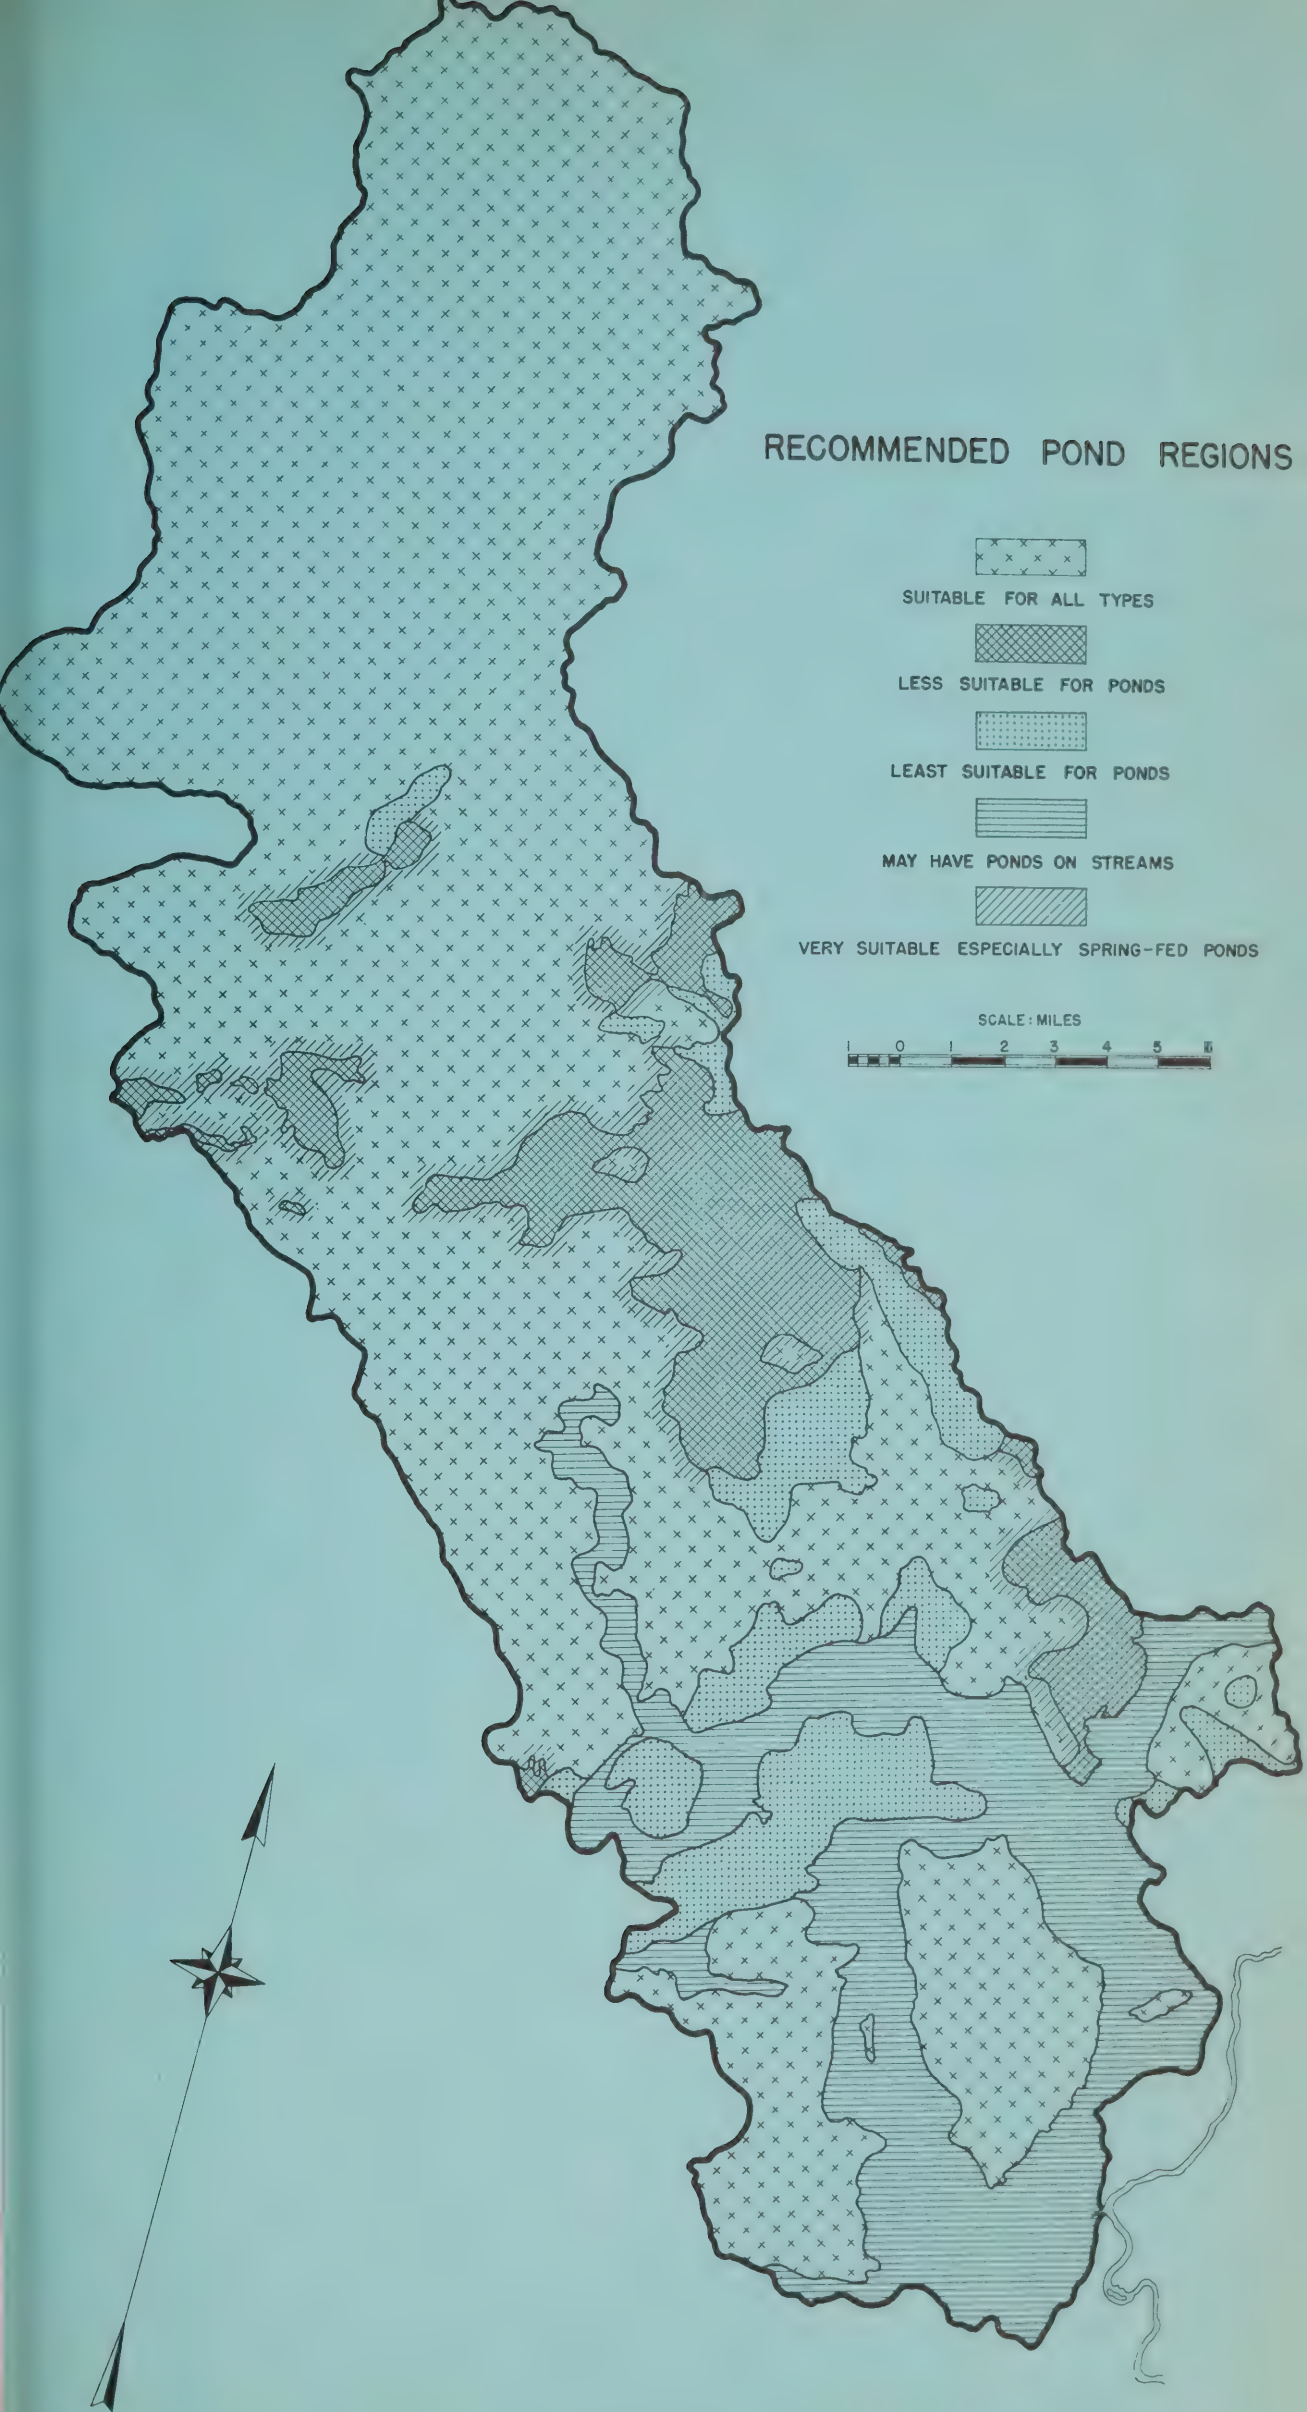 RECOMMENDED POND REGIONS
SUITABLE FOR ALL TYPES
LESS SUITABLE FOR PONDS
LEAST SUITABLE FOR PONDS
MAY HAVE PONDS ON STREAMS
VERY SUITABLE ESPECIALLY SPRING-FED PONDS
SCALE: MILES
1 0 1 2 3 4 5 6